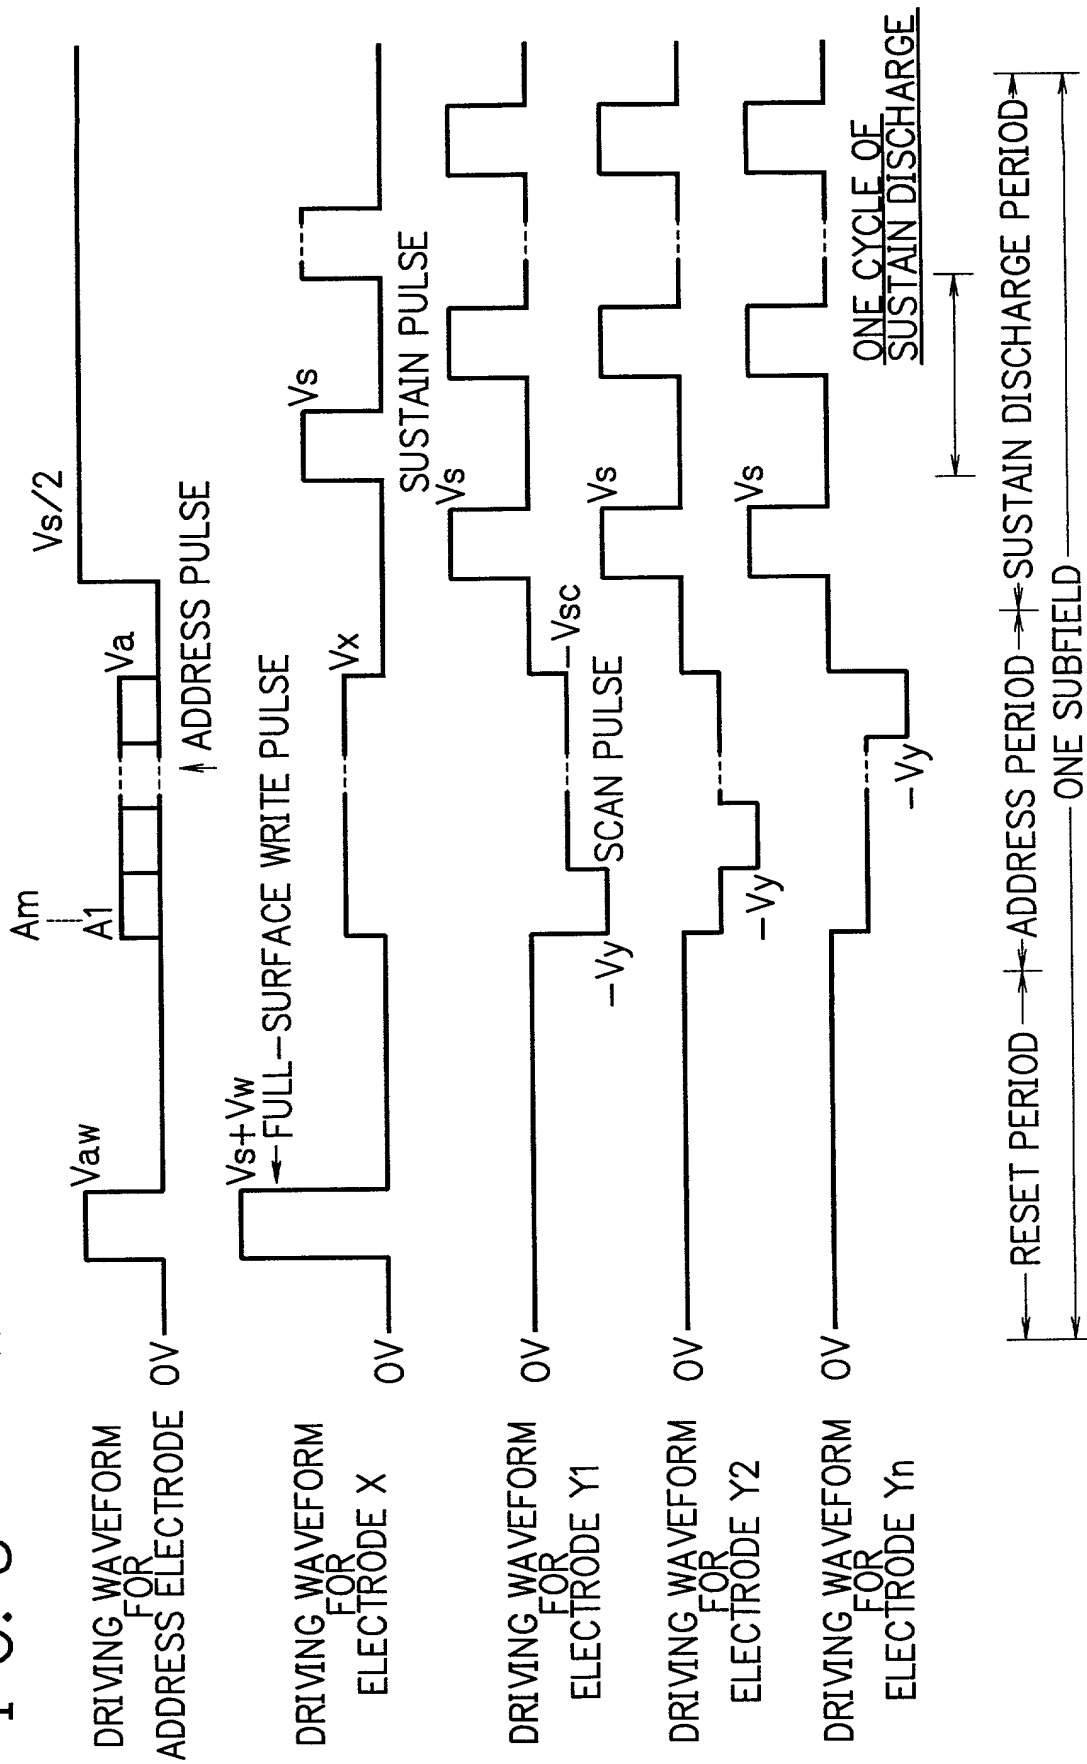 DRIVING WAVEFORM
FOR
ADDRESS ELECTRODE
0V
Vaw
Am
A1
Va
Vs/2
ADDRESS PULSE
DRIVING WAVEFORM
FOR
ELECTRODE X
0V
Vs+Vw
FULL-SURFACE WRITE PULSE
Vx
Vs
SUSTAIN PULSE
DRIVING WAVEFORM
FOR
ELECTRODE Y1
0V
-Vy
SCAN PULSE
-Vsc
Vs
DRIVING WAVEFORM
FOR
ELECTRODE Y2
0V
-Vy
Vs
DRIVING WAVEFORM
FOR
ELECTRODE Yn
0V
-Vy
Vs
ONE CYCLE OF
SUSTAIN DISCHARGE
RESET PERIOD
ADDRESS PERIOD
SUSTAIN DISCHARGE PERIOD
ONE SUBFIELD